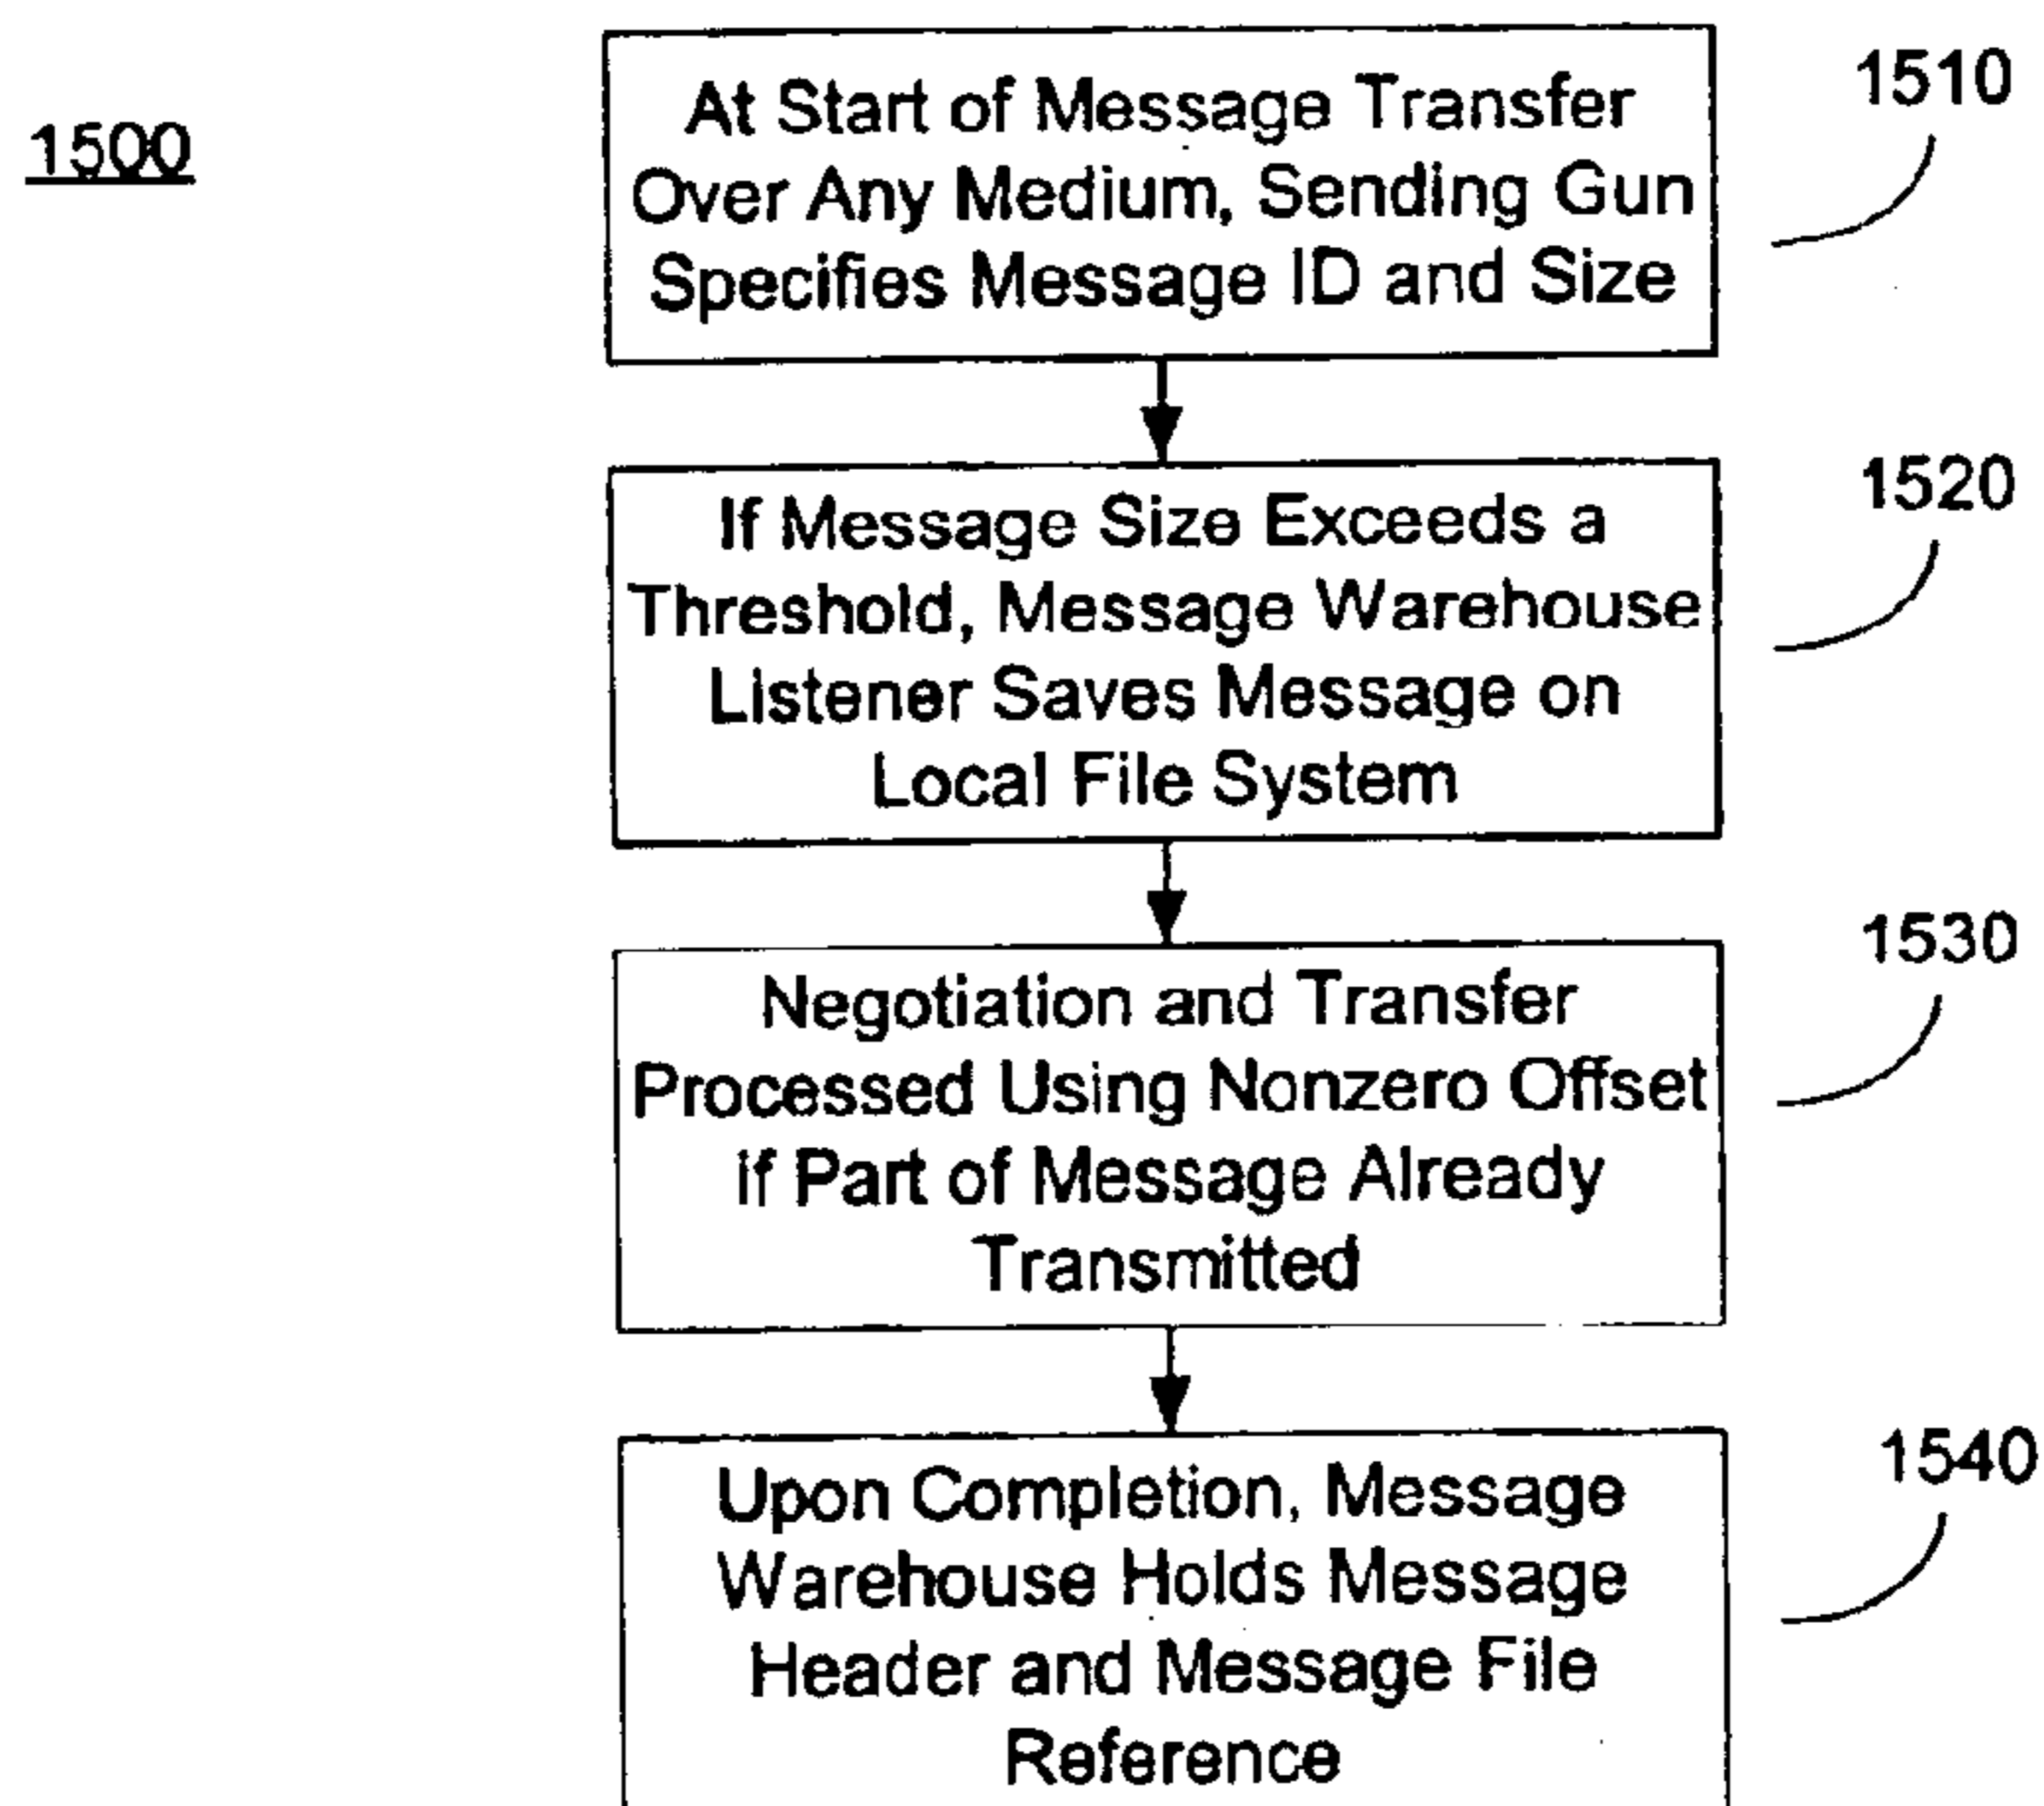 1500
At Start of Message Transfer
Over Any Medium, Sending Gun
Specifies Message ID and Size
1510
If Message Size Exceeds a
Threshold, Message Warehouse
Listener Saves Message on
Local File System
1520
Negotiation and Transfer
Processed Using Nonzero Offset
if Part of Message Already
Transmitted
1530
Upon Completion, Message
Warehouse Holds Message
Header and Message File
Reference
1540